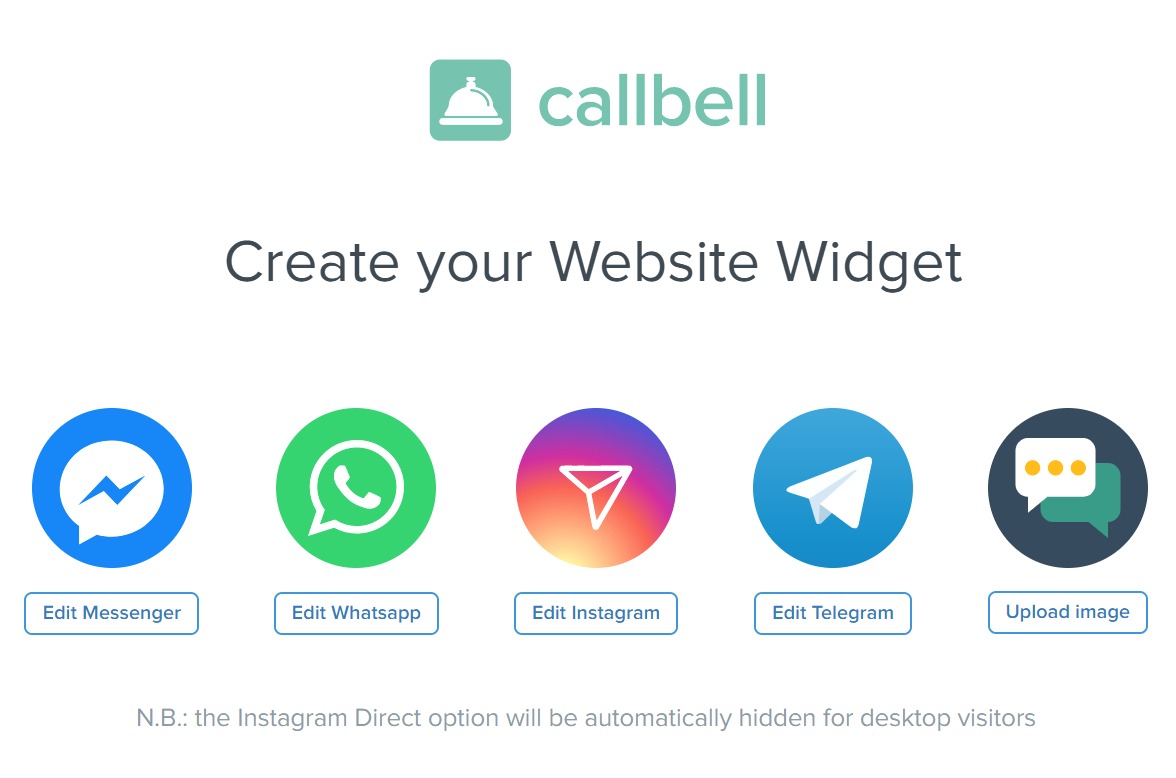 callbell
Create your Website Widget
Edit Messenger
Edit Whatsapp
Edit Instagram
Edit Telegram
Upload image
N.B.: the Instagram Direct option will be automatically hidden for desktop visitors